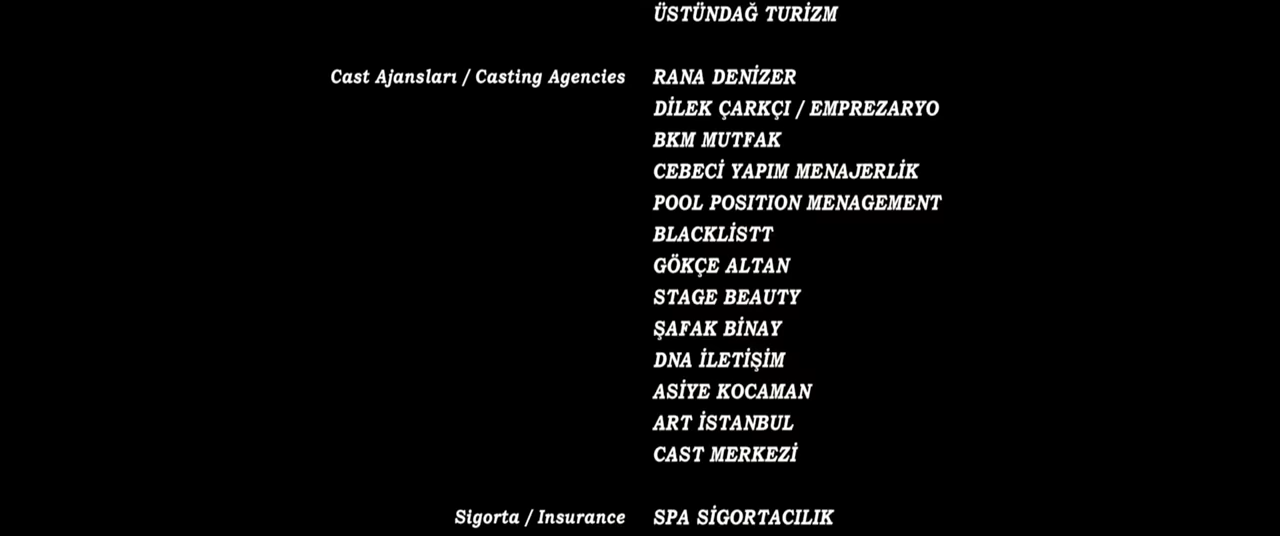 ÜSTÜNDAĞ TURİZM
Cast Ajansları / Casting Agencies RANA DENİZER
DİLEK ÇARKÇI / EMPREZARYO
BKM MUTFAK
CEBECİ YAPIM MENAJERLİK
POOL POSITION MENAGEMENT
BLACKLİSTT
GÖKÇE ALTAN
STAGE BEAUTY
ŞAFAK BİNAY
DNA İLETİŞİM
ASİYE KOCAMAN
ART İSTANBUL
CAST MERKEZİ
Sigorta / Insurance SPA SİGORTACILIK